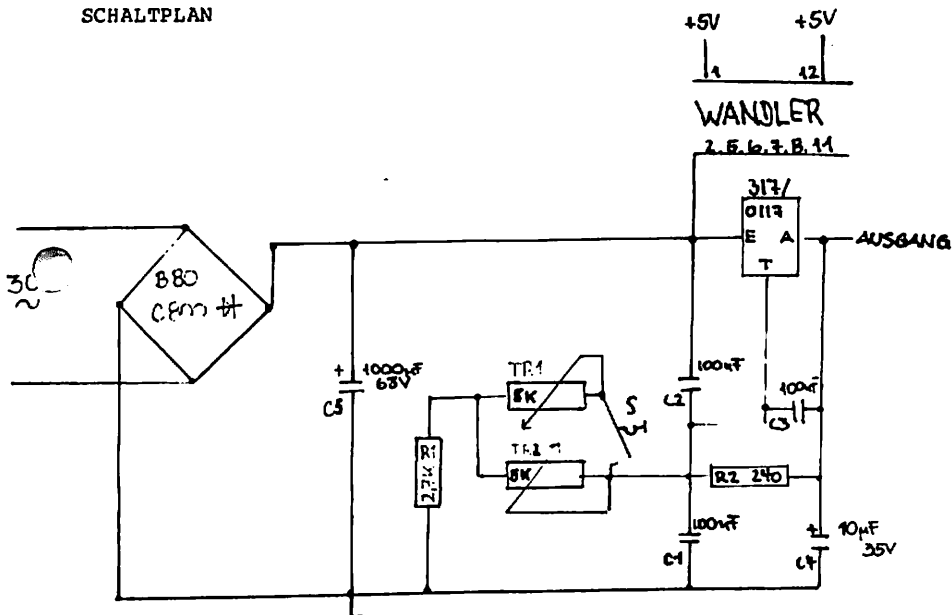 SCHALTPLAN
+5V +5V
1 12
WANDLER
2, 5, 6, 7, 8, 11
317/
0117
E A
T
AUSGANG
~
B80
+ 1000µF
63V
C5
TR1
5K
S
TR2
5K
R1
2,7K
100nF
C2
100nF
C3
R2 240
100nF
C1
+ 10µF
35V
C4